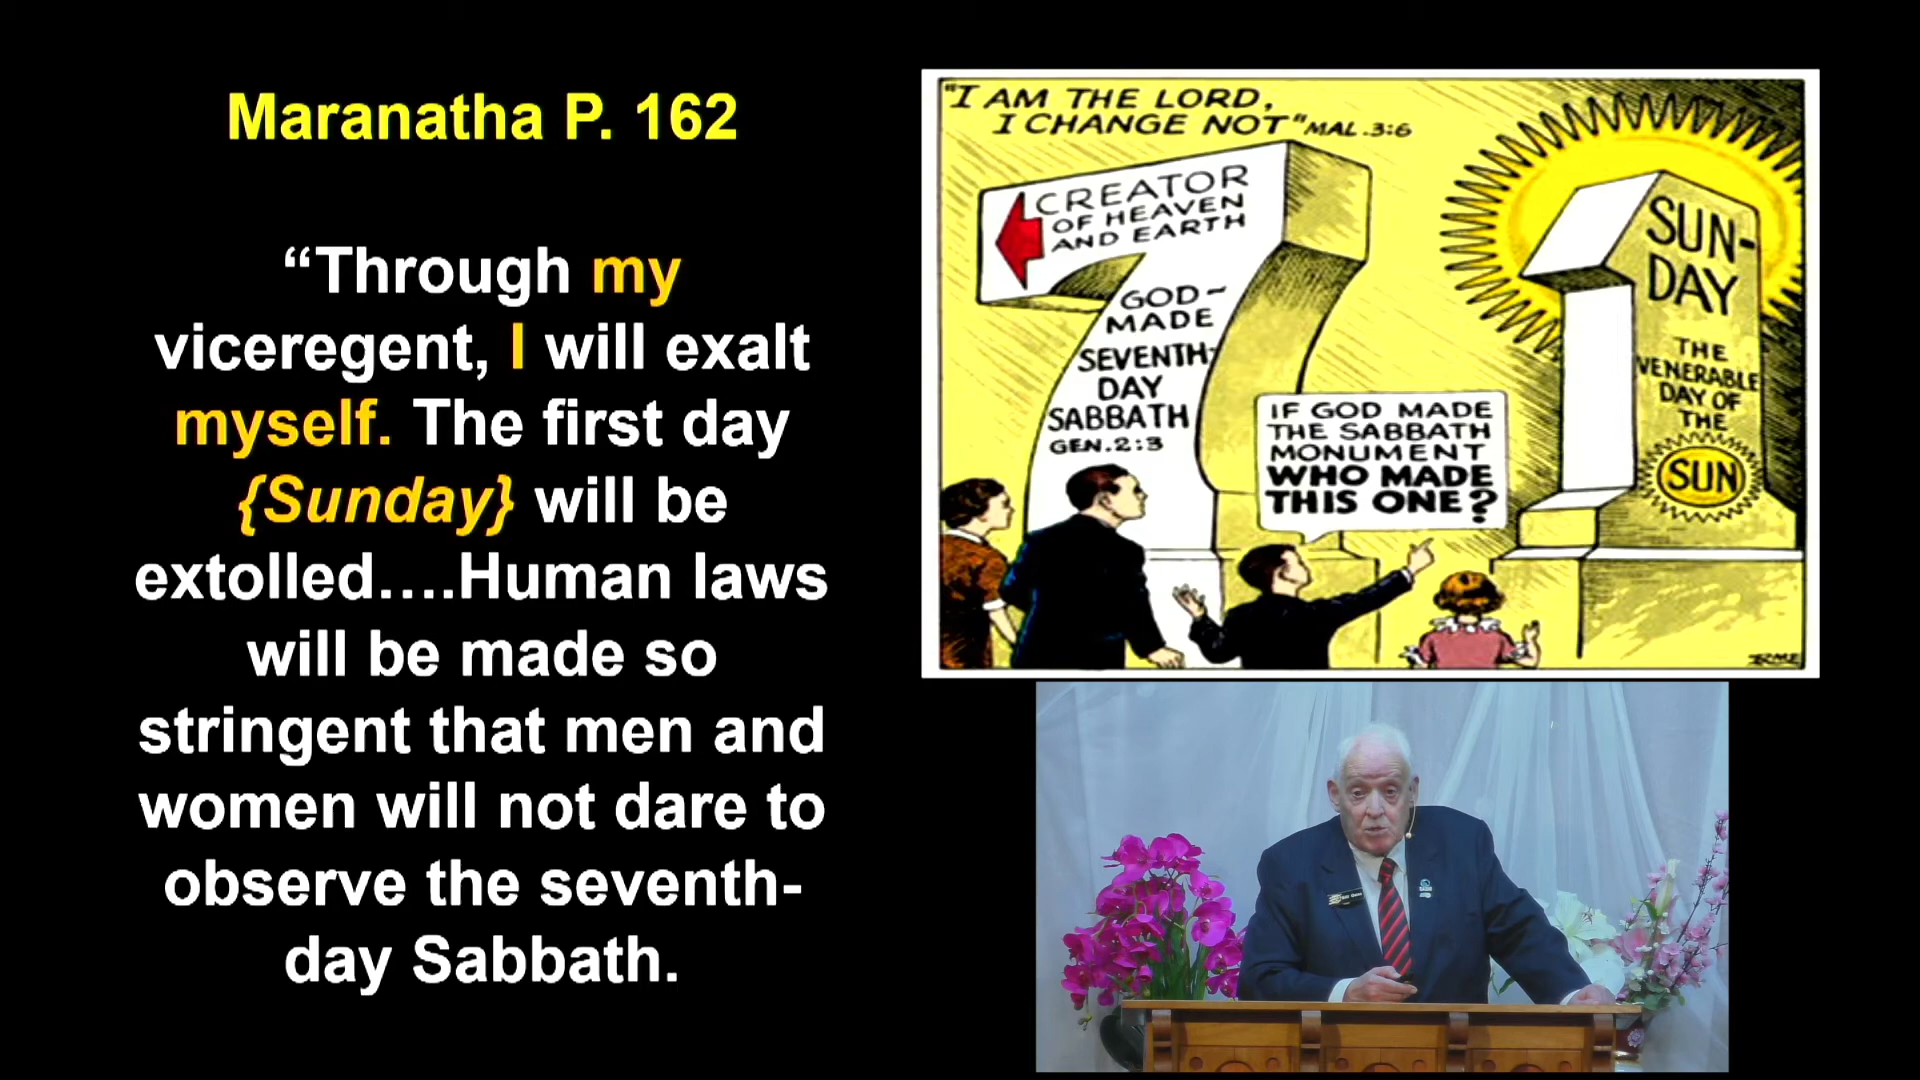 Maranatha P. 162
“Through my
viceregent, I will exalt
myself. The first day
{Sunday} will be
extolled….Human laws
will be made so
stringent that men and
women will not dare to
observe the seventh-
day Sabbath.
"I AM THE LORD,
I CHANGE NOT" MAL.3:6
CREATOR
OF HEAVEN
AND EARTH
GOD-
MADE
SEVENTH-
DAY
SABBATH
GEN.2:3
IF GOD MADE
THE SABBATH
MONUMENT
WHO MADE
THIS ONE?
SUN-
DAY
THE
VENERABLE
DAY OF
THE
SUN